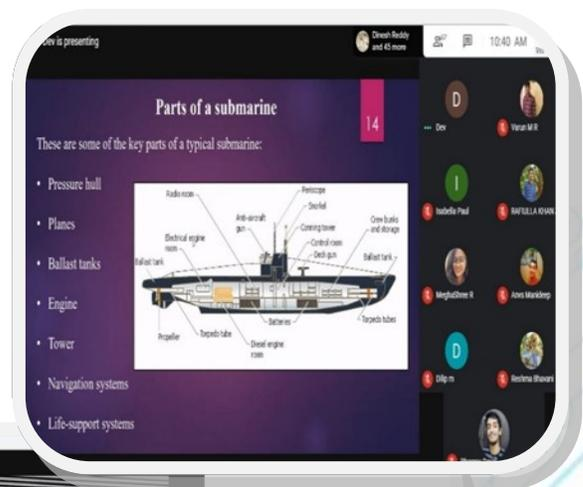 Dev is presenting
Dinesh Reddy
and 45 more
10:40 AM
Parts of a submarine
14
These are some of the key parts of a typical submarine:
• Pressure hull
• Planes
• Ballast tanks
• Engine
• Tower
• Navigation systems
• Life-support systems
Radio room
Periscope
Snorkel
Anti-aircraft
gun
Conning tower
Crew bunks
and storage
Electrical engine
room
Control room
Deck gun
Ballast tank
Ballast tank
Propeller
Torpedo tube
Batteries
Diesel engine
room
Torpedo tubes
D
Dev
Varun M R
I
Isabella Paul
RAFIULLA KHAN
MeghaShree R
D
Dilip m
Reshma Bhavani